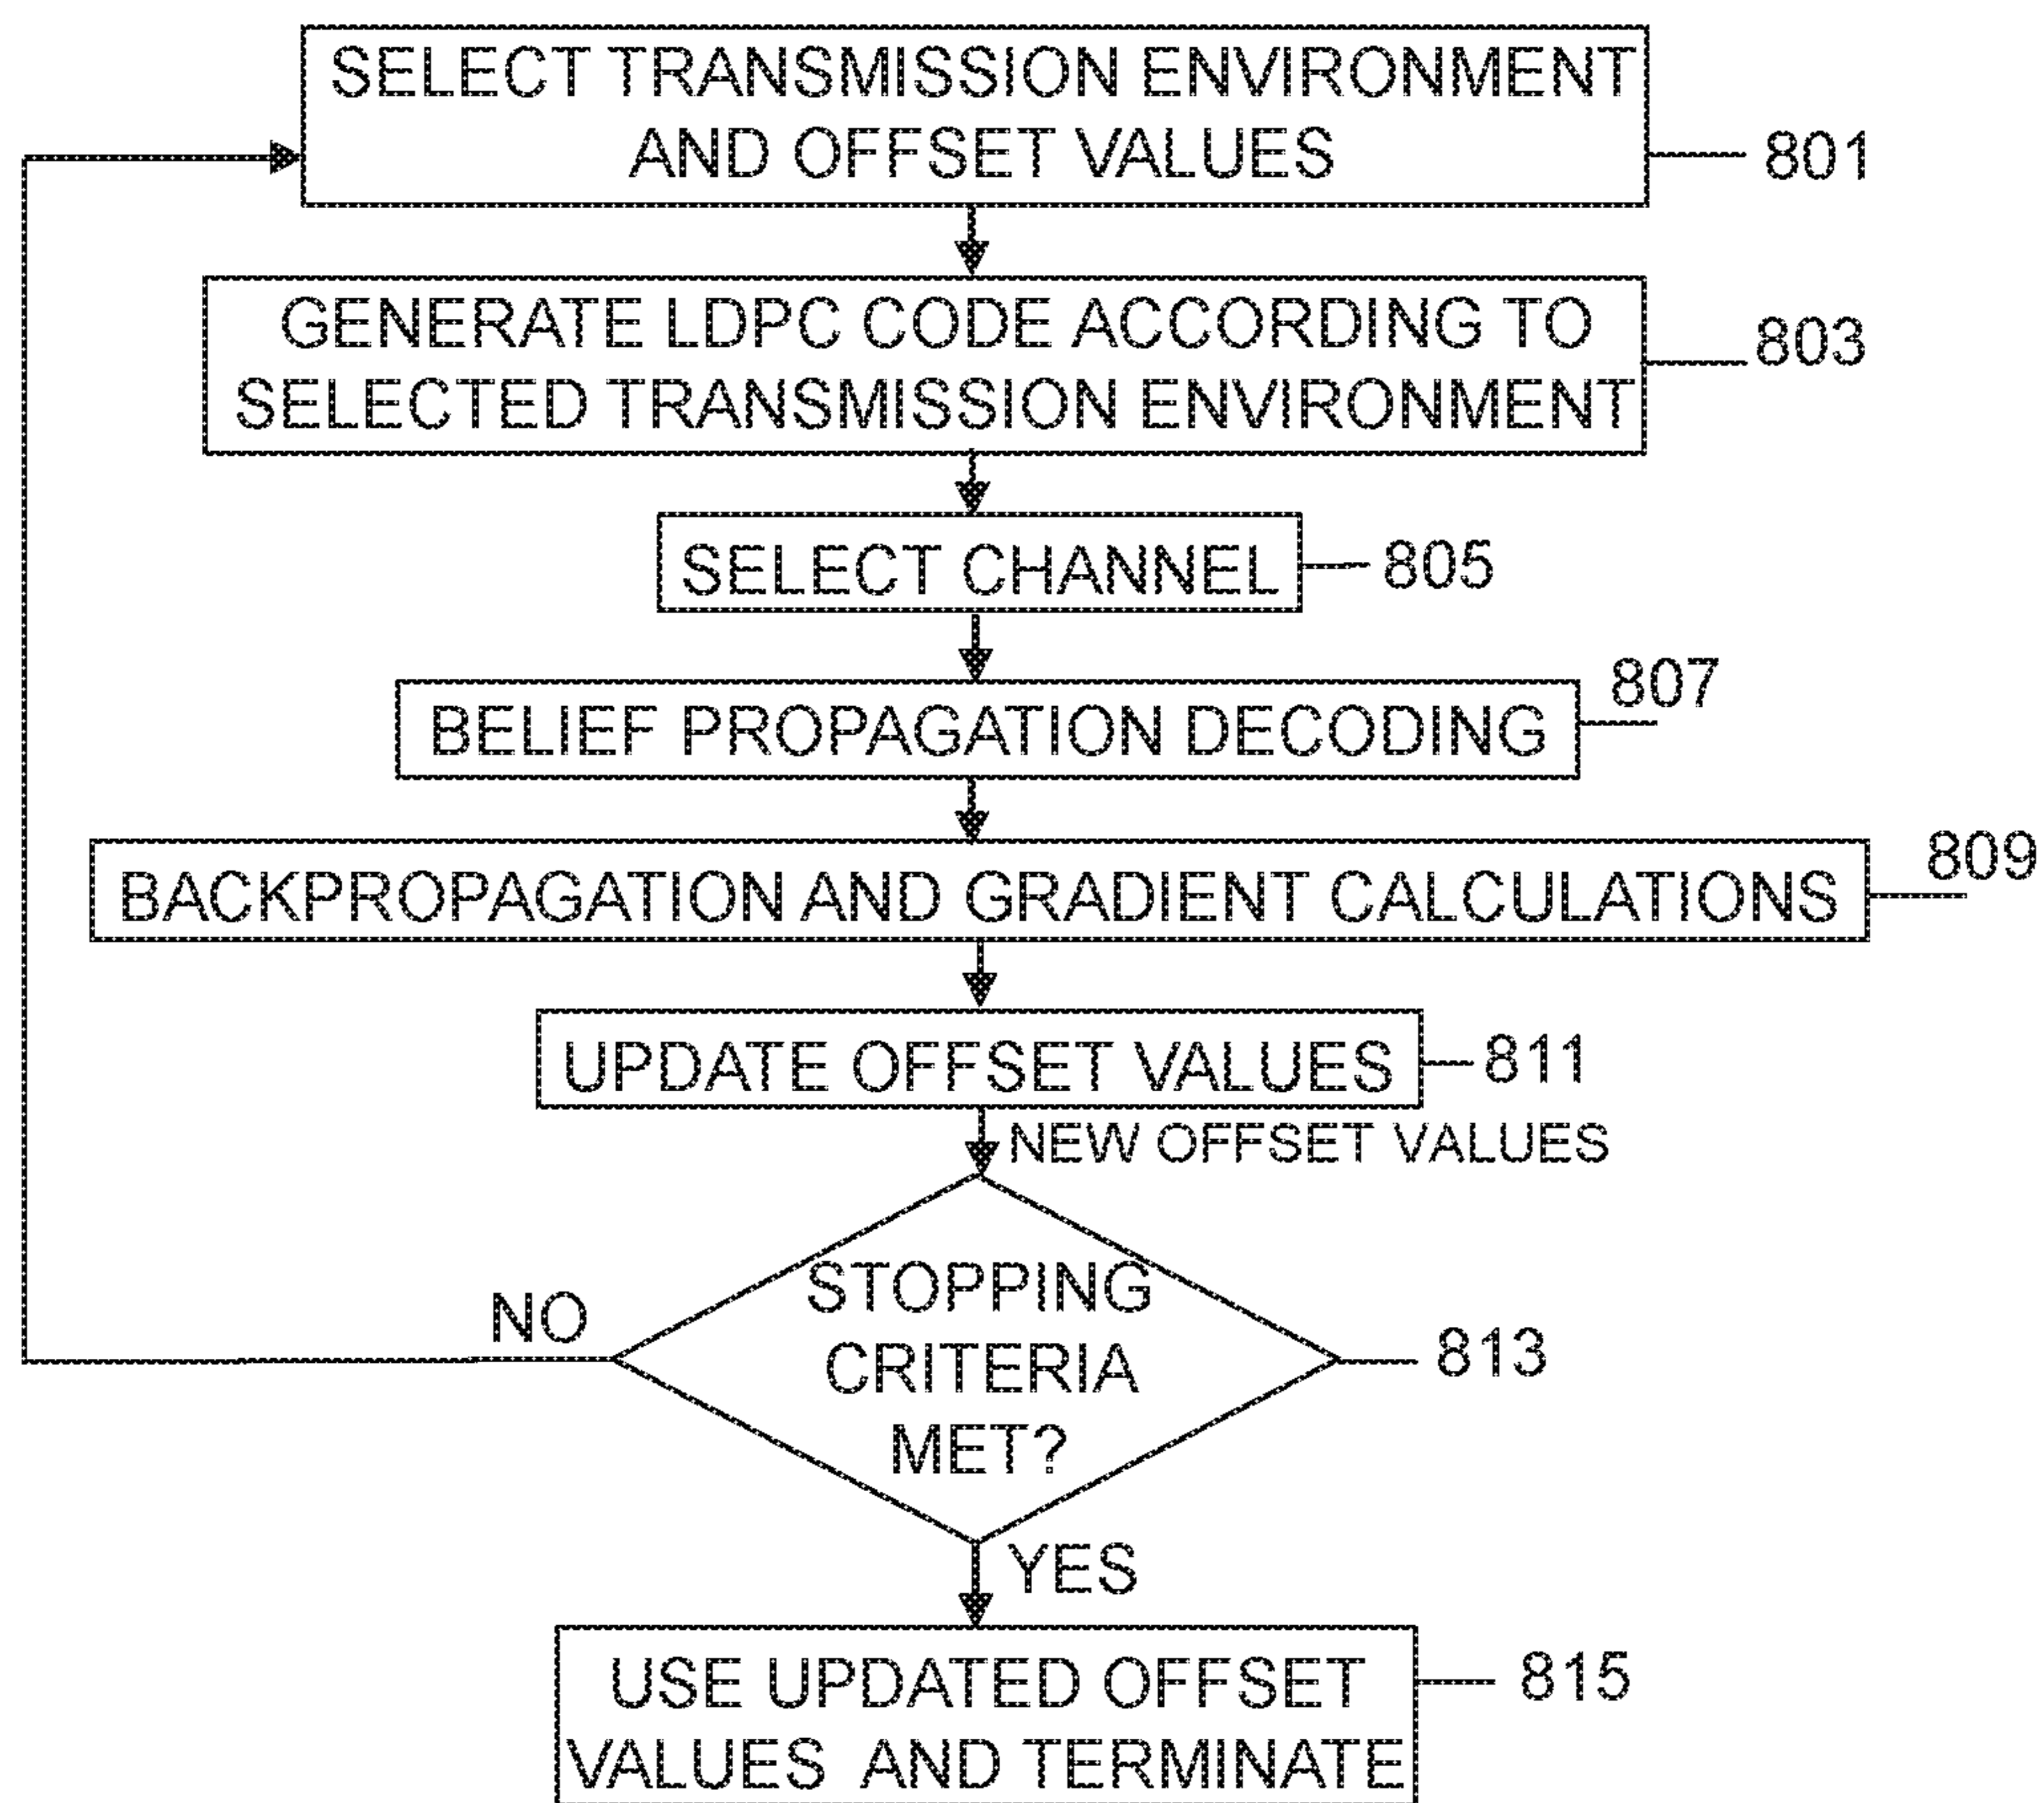 SELECT TRANSMISSION ENVIRONMENT
AND OFFSET VALUES
801
GENERATE LDPC CODE ACCORDING TO
SELECTED TRANSMISSION ENVIRONMENT
803
SELECT CHANNEL
805
BELIEF PROPAGATION DECODING
807
BACKPROPAGATION AND GRADIENT CALCULATIONS
809
UPDATE OFFSET VALUES
811
NEW OFFSET VALUES
STOPPING
CRITERIA
MET?
813
NO
YES
USE UPDATED OFFSET
VALUES AND TERMINATE
815